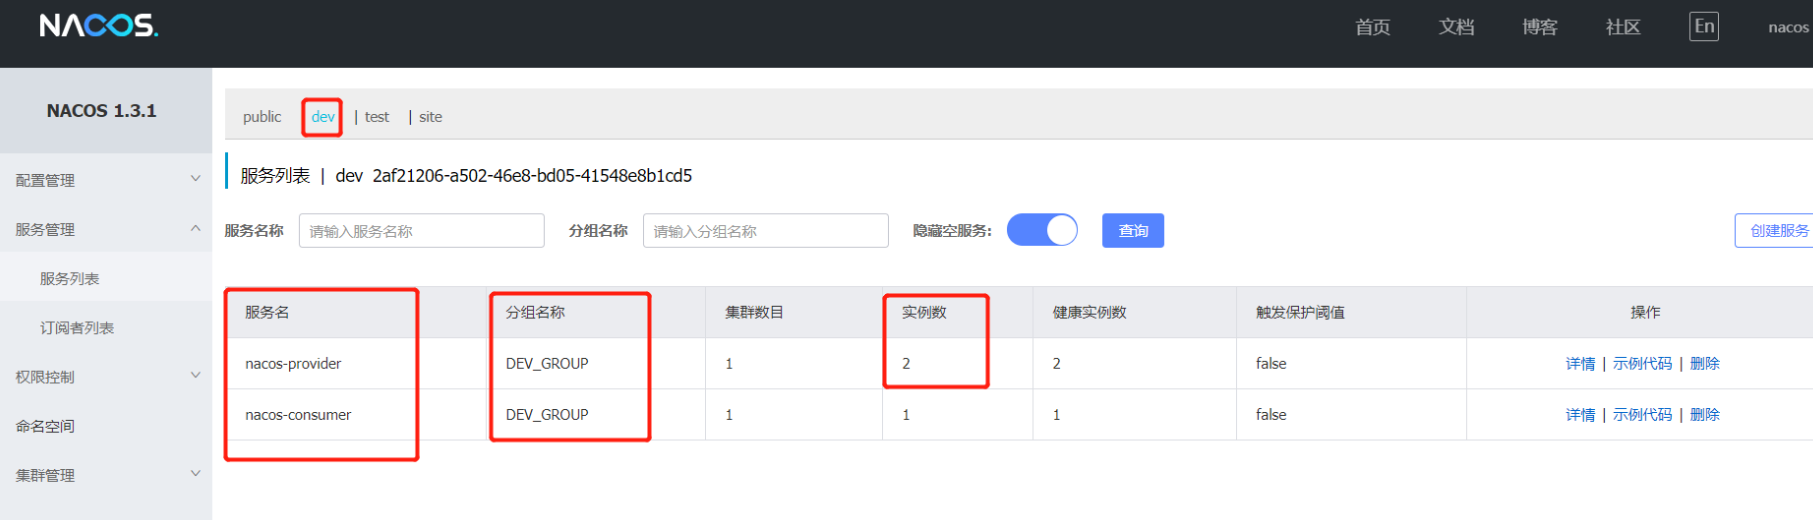 NACOS.
首页 文档 博客 社区 En nacos
NACOS 1.3.1
配置管理
服务管理
服务列表
订阅者列表
权限控制
命名空间
集群管理
public dev | test | site
服务列表 | dev 2af21206-a502-46e8-bd05-41548e8b1cd5
服务名称 请输入服务名称 分组名称 请输入分组名称 隐藏空服务: 查询 创建服务
服务名 分组名称 集群数目 实例数 健康实例数 触发保护阈值 操作
nacos-provider DEV_GROUP 1 2 2 false 详情 | 示例代码 | 删除
nacos-consumer DEV_GROUP 1 1 1 false 详情 | 示例代码 | 删除